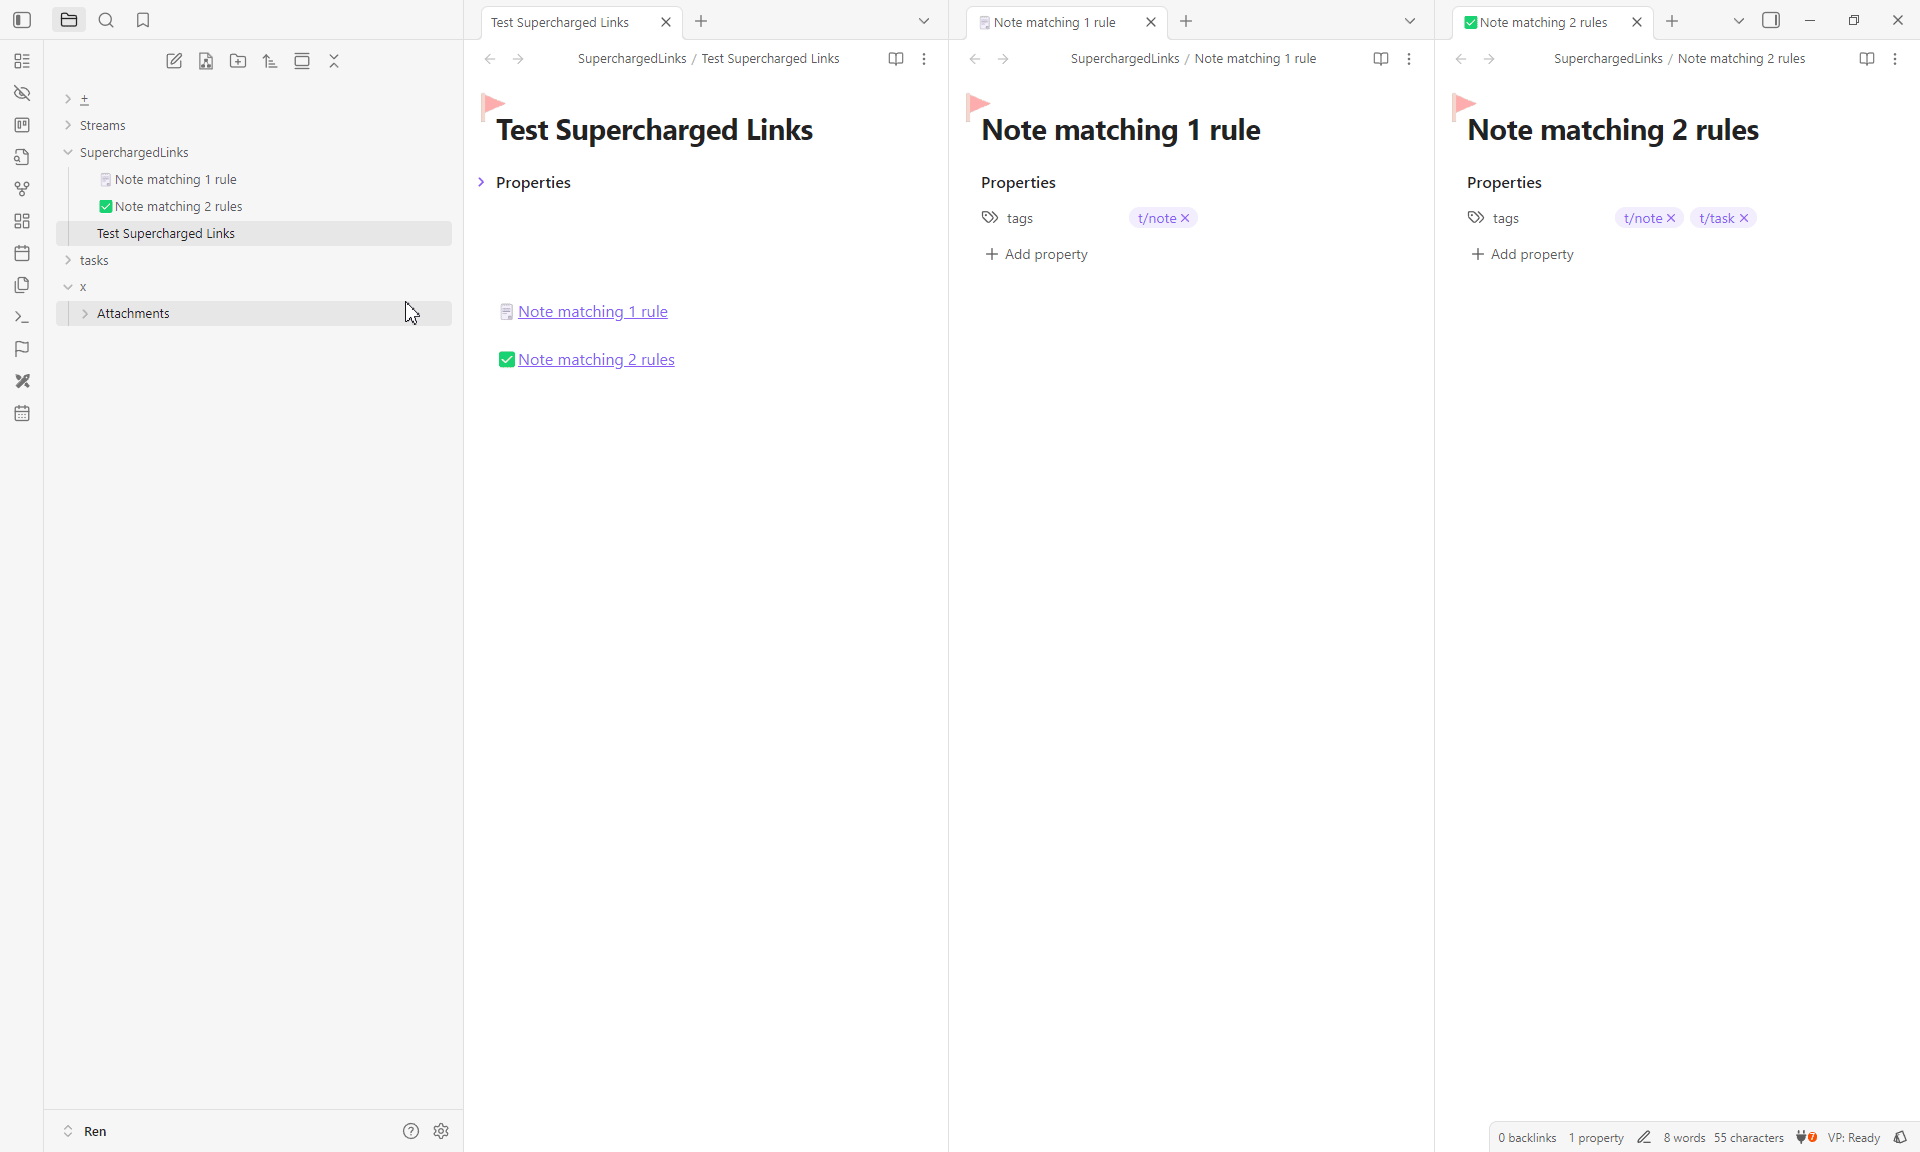 Test Supercharged Links
Note matching 1 rule
Note matching 2 rules
SuperchargedLinks / Test Supercharged Links
SuperchargedLinks / Note matching 1 rule
SuperchargedLinks / Note matching 2 rules
+
Streams
SuperchargedLinks
Note matching 1 rule
Note matching 2 rules
Test Supercharged Links
tasks
x
Attachments
Ren
Test Supercharged Links
Properties
Note matching 1 rule
Note matching 2 rules
Note matching 1 rule
Properties
tags t/note
Add property
Note matching 2 rules
Properties
tags t/note t/task
Add property
0 backlinks 1 property 8 words 55 characters 7 VP: Ready